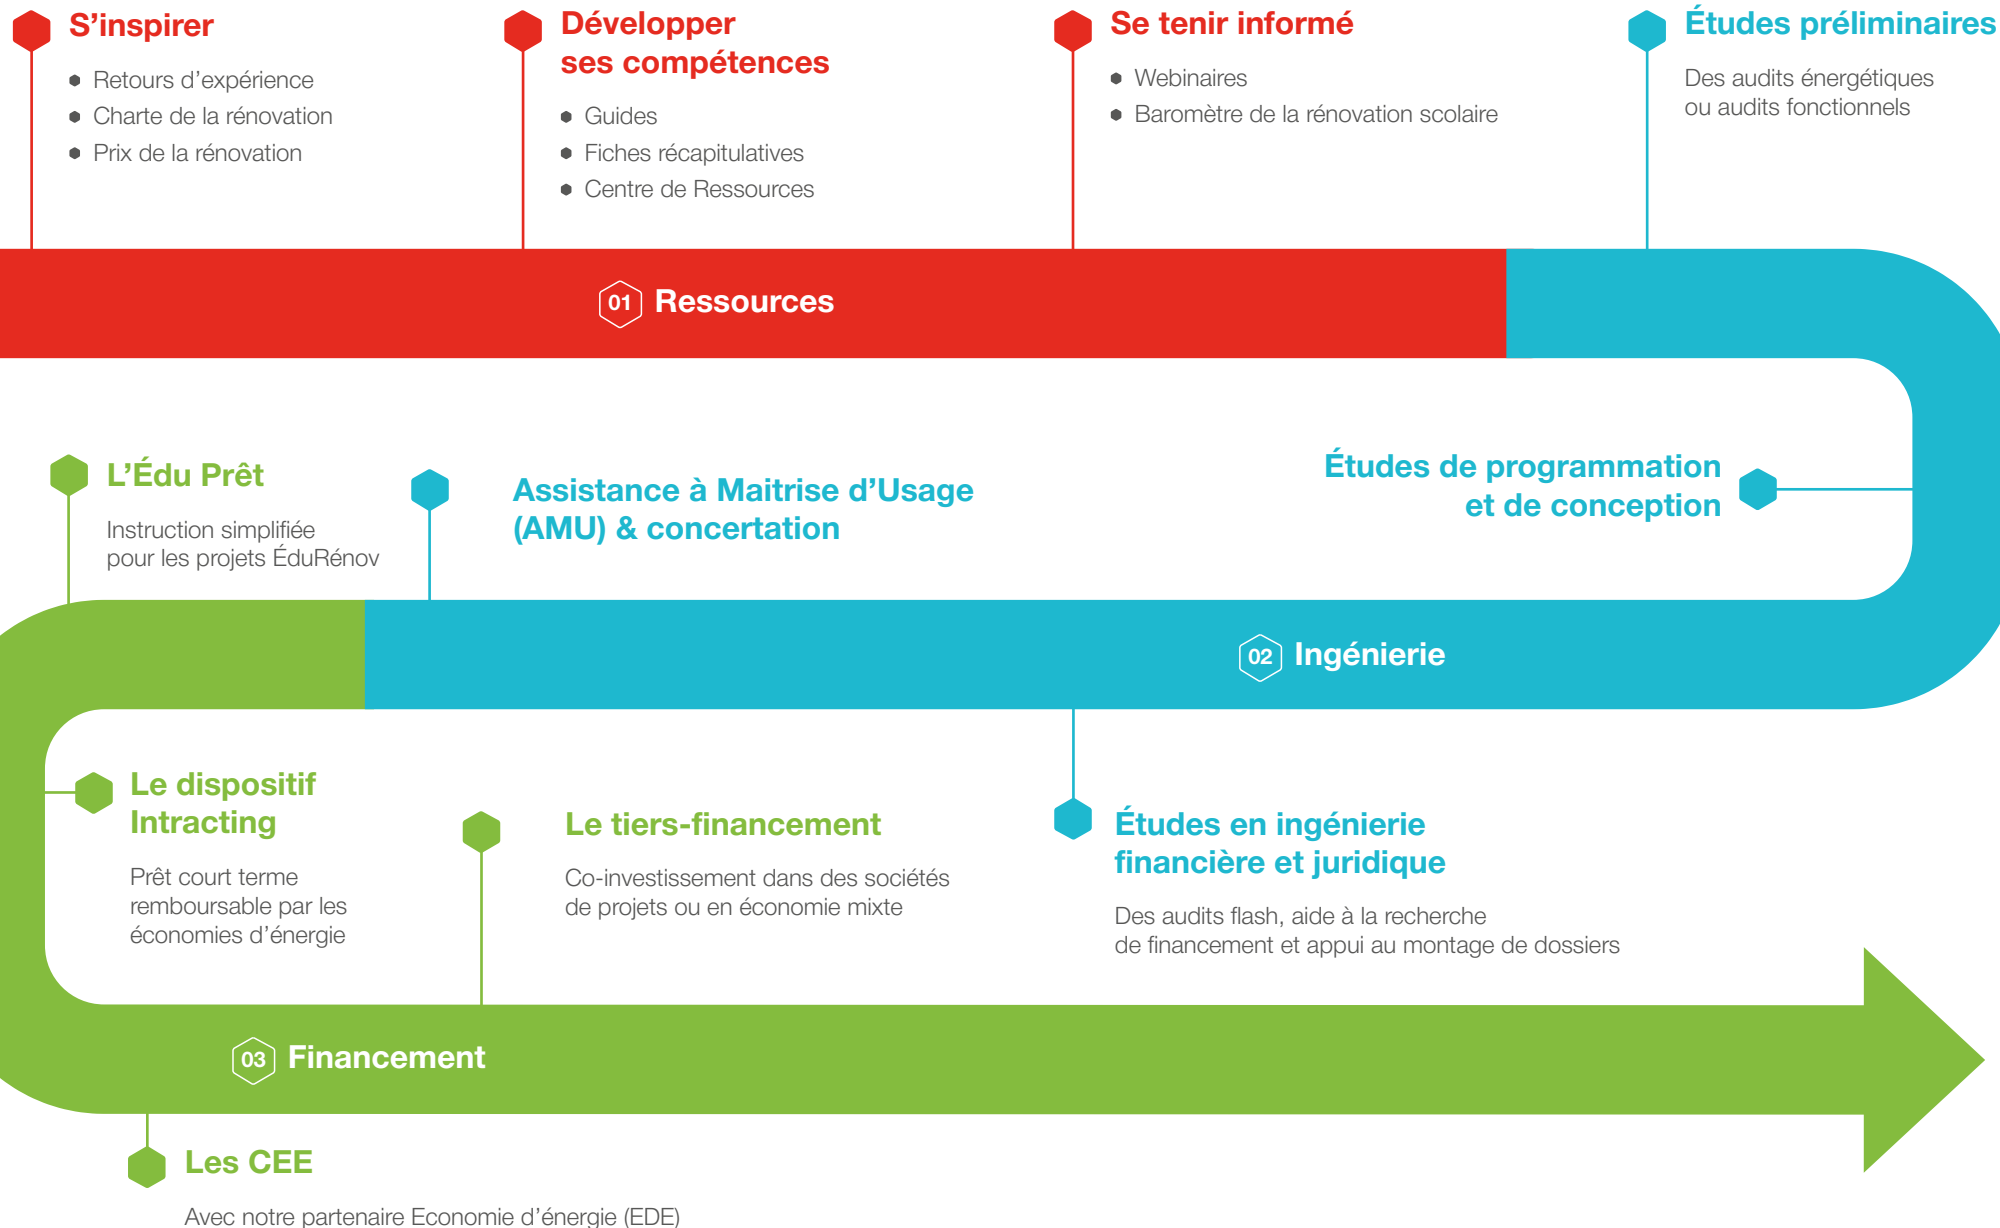 S’inspirer
Retours d’expérience
Charte de la rénovation
Prix de la rénovation
Développer
ses compétences
Guides
Fiches récapitulatives
Centre de Ressources
Se tenir informé
Webinaires
Baromètre de la rénovation scolaire
Études préliminaires
Des audits énergétiques
ou audits fonctionnels
01 Ressources
Études de programmation
et de conception
Assistance à Maitrise d’Usage
(AMU) & concertation
L’Édu Prêt
Instruction simplifiée
pour les projets ÉduRénov
02 Ingénierie
Le dispositif
Intracting
Prêt court terme
remboursable par les
économies d’énergie
Le tiers-financement
Co-investissement dans des sociétés
de projets ou en économie mixte
Études en ingénierie
financière et juridique
Des audits flash, aide à la recherche
de financement et appui au montage de dossiers
03 Financement
Les CEE
Avec notre partenaire Economie d’énergie (EDE)